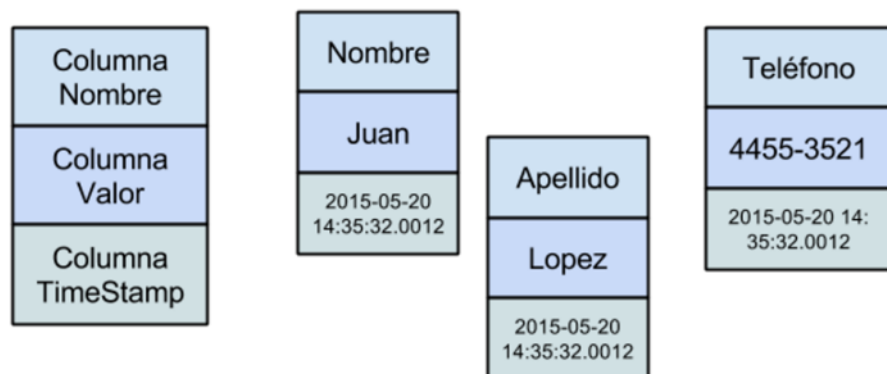 Columna
Nombre
Columna
Valor
Columna
TimeStamp
Nombre
Juan
2015-05-20
14:35:32.0012
Apellido
Lopez
2015-05-20
14:35:32.0012
Teléfono
4455-3521
2015-05-20 14:
35:32.0012